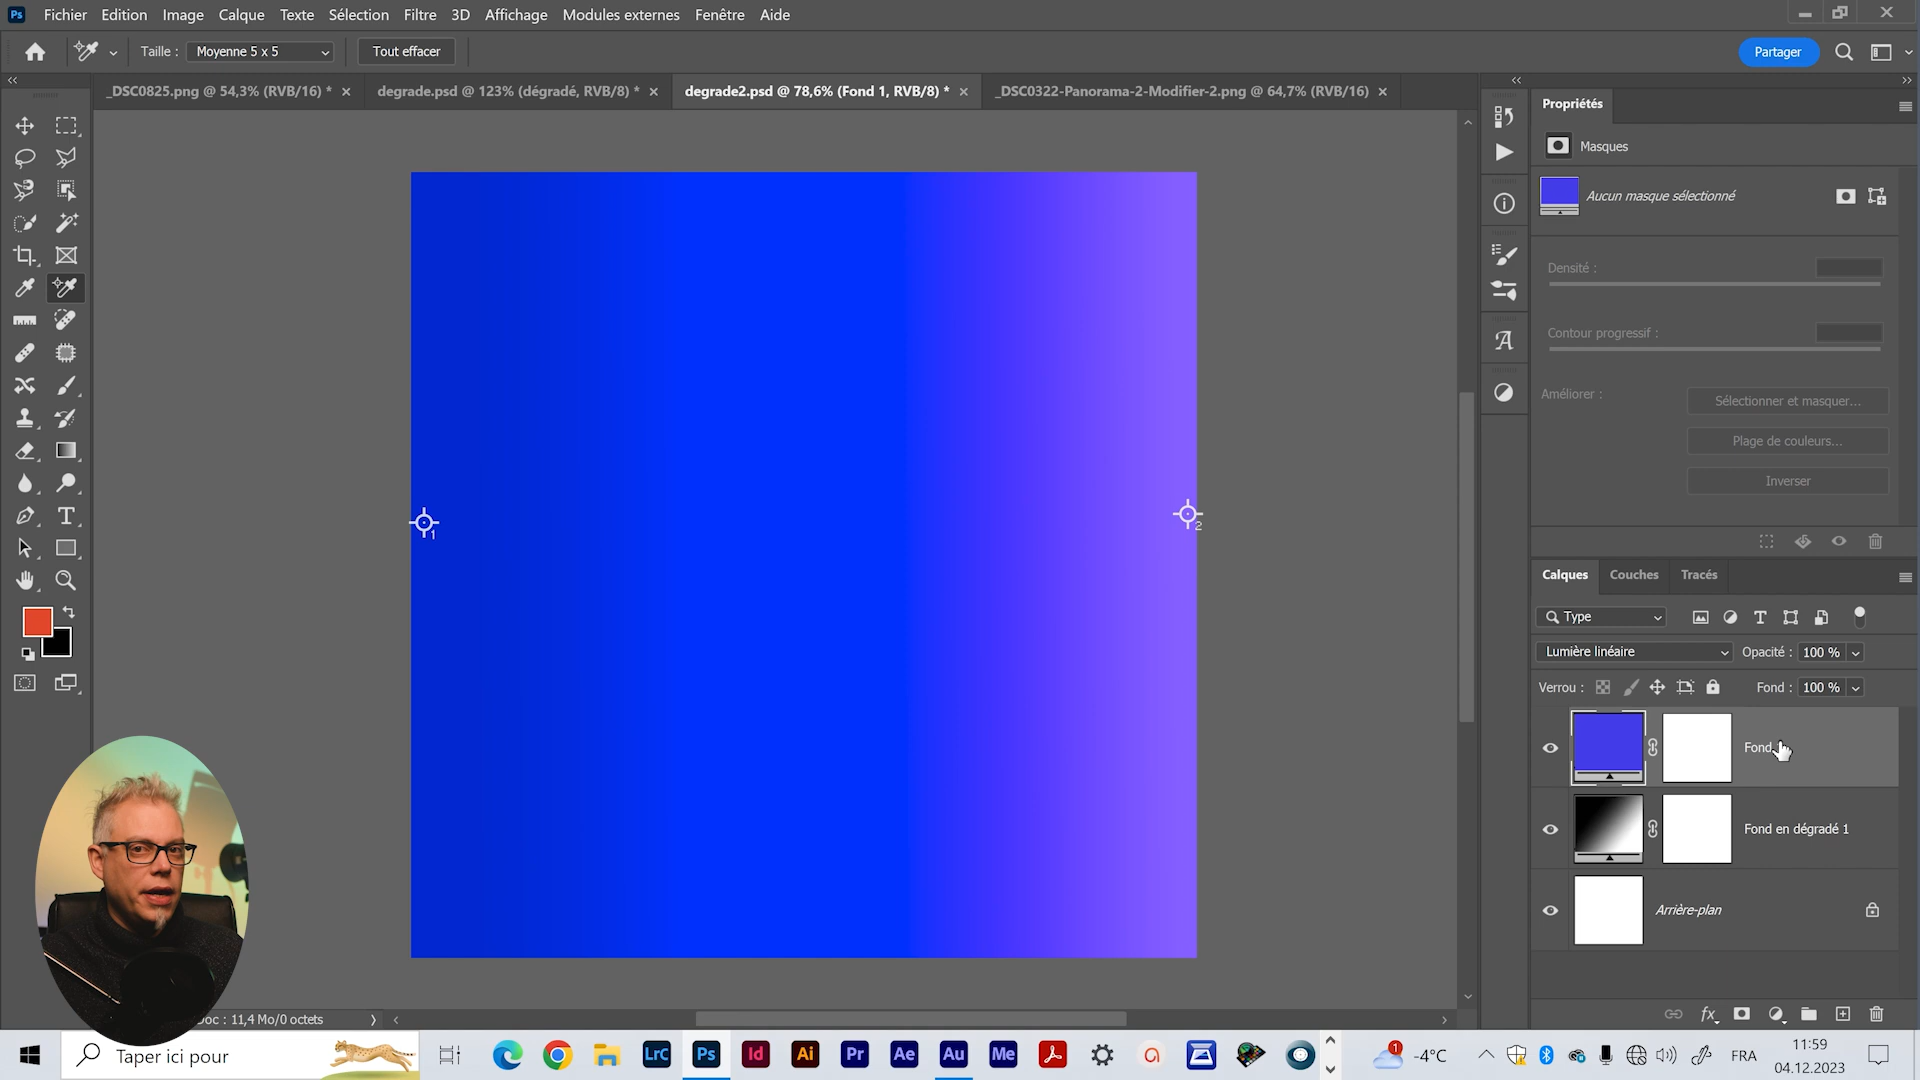 Ps Fichier Edition Image Calque Texte Sélection Filtre 3D Affichage Modules externes Fenêtre Aide
Taille : Moyenne 5 x 5 Tout effacer Partager
_DSC0825.png @ 54,3% (RVB/16) * degrade.psd @ 123% (dégradé, RVB/8) * degrade2.psd @ 78,6% (Fond 1, RVB/8) * _DSC0322-Panorama-2-Modifier-2.png @ 64,7% (RVB/16)
Propriétés
Masques
Aucun masque sélectionné
Densité :
Contour progressif :
Améliorer :
Sélectionner et masquer...
Plage de couleurs...
Inverser
1
2
Calques Couches Tracés
Type
Lumière linéaire Opacité : 100 %
Verrou : Fond : 100 %
Fond
Fond en dégradé 1
Arrière-plan
Doc : 11,4 Mo/0 octets
Taper ici pour
LrC Ps Id Ai Pr Ae Au Me
1
-4°C
FRA
11:59
04.12.2023